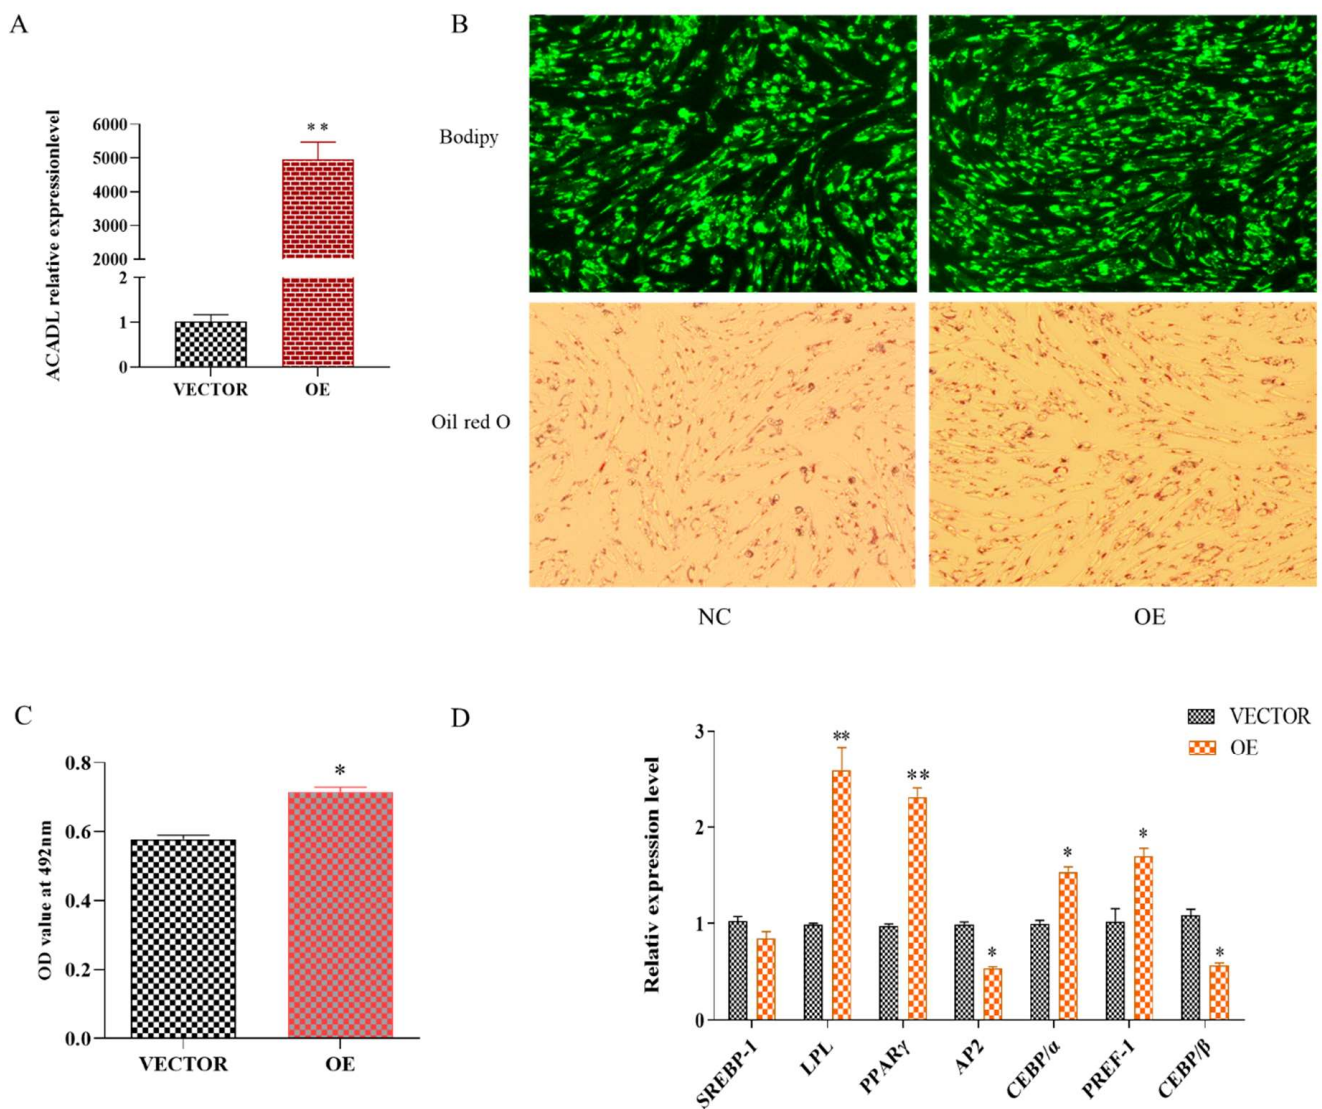 A
ACADL relative expressionlevel
6000
5000
4000
3000
2000
2
1
0
**
VECTOR
OE
B
Bodipy
Oil red O
NC
OE
C
OD value at 492nm
0.8
0.6
0.4
0.2
0.0
*
VECTOR
OE
D
VECTOR
OE
Relativ expression level
3
2
1
0
**
**
*
*
*
*
SREBP-1
LPL
PPARγ
AP2
CEBP/α
PREF-1
CEBP/β